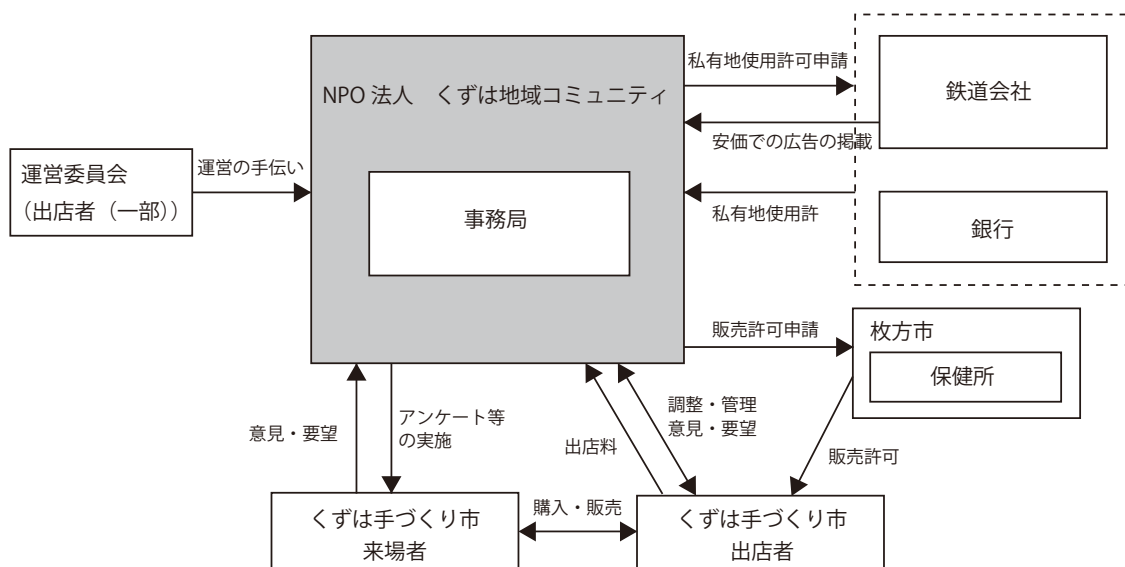 NPO 法人　くずは地域コミュニティ
事務局
運営委員会
（出店者（一部））
運営の手伝い
私有地使用許可申請
鉄道会社
安価での広告の掲載
私有地使用許
銀行
販売許可申請
枚方市
保健所
意見・要望
アンケート等
の実施
出店料
調整・管理
意見・要望
販売許可
くずは手づくり市
来場者
購入・販売
くずは手づくり市
出店者